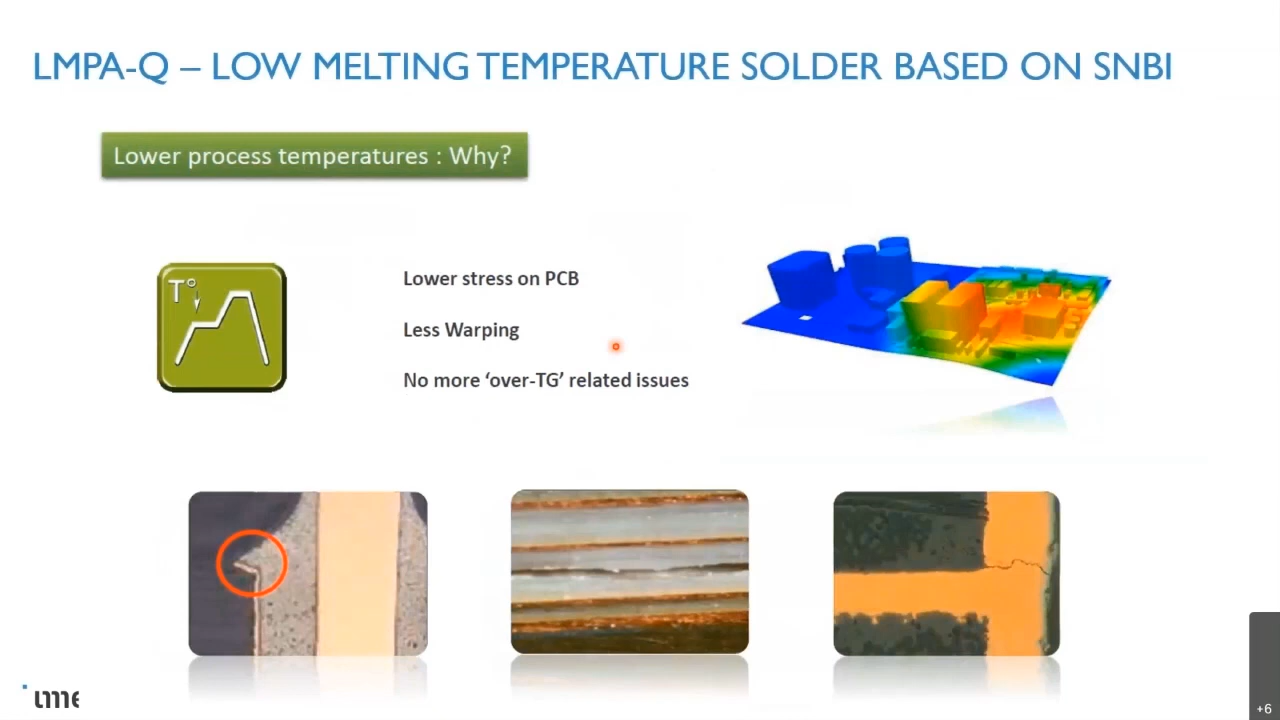 LMPA-Q – LOW MELTING TEMPERATURE SOLDER BASED ON SNBI
Lower process temperatures : Why?
T°
Lower stress on PCB
Less Warping
No more ‘over-TG’ related issues
+6